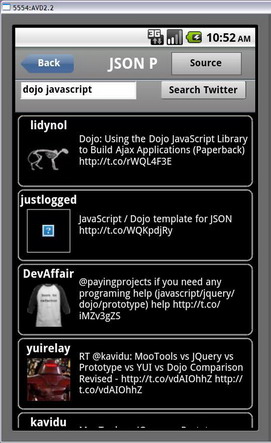 5554:AVD2.2
3G
10:52 AM
Back
JSON P
Source
dojo javascript
Search Twitter
lidynol
Dojo: Using the Dojo JavaScript Library
to Build Ajax Applications (Paperback)
http://t.co/rWQL4F3E
justlogged
JavaScript / Dojo template for JSON
http://t.co/WQKpdjRy
DevAffair
@payingprojects if you need any
programing help (javascript/jquery/
dojo/prototype) help http://t.co/
iMZv3gZS
yuirelay
RT @kavidu: MooTools vs JQuery vs
Prototype vs YUI vs Dojo Comparison
Revised - http://t.co/vdAIOhhZ http://
t.co/vdAIOhhZ
kavidu